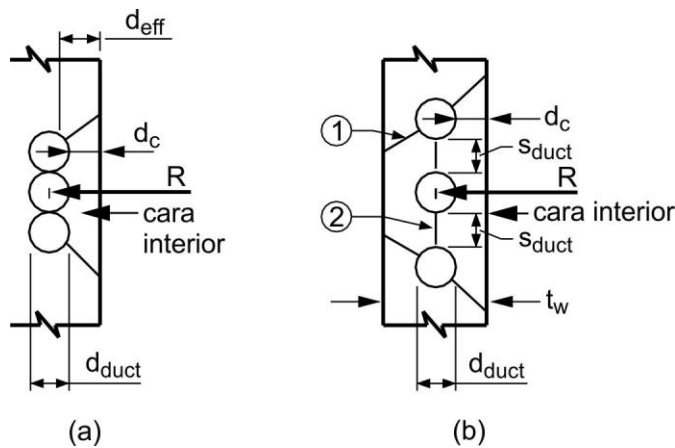 d_eff
d_c
R
cara
interior
d_duct
(a)
1
d_c
s_duct
R
2
cara interior
s_duct
t_w
d_duct
(b)